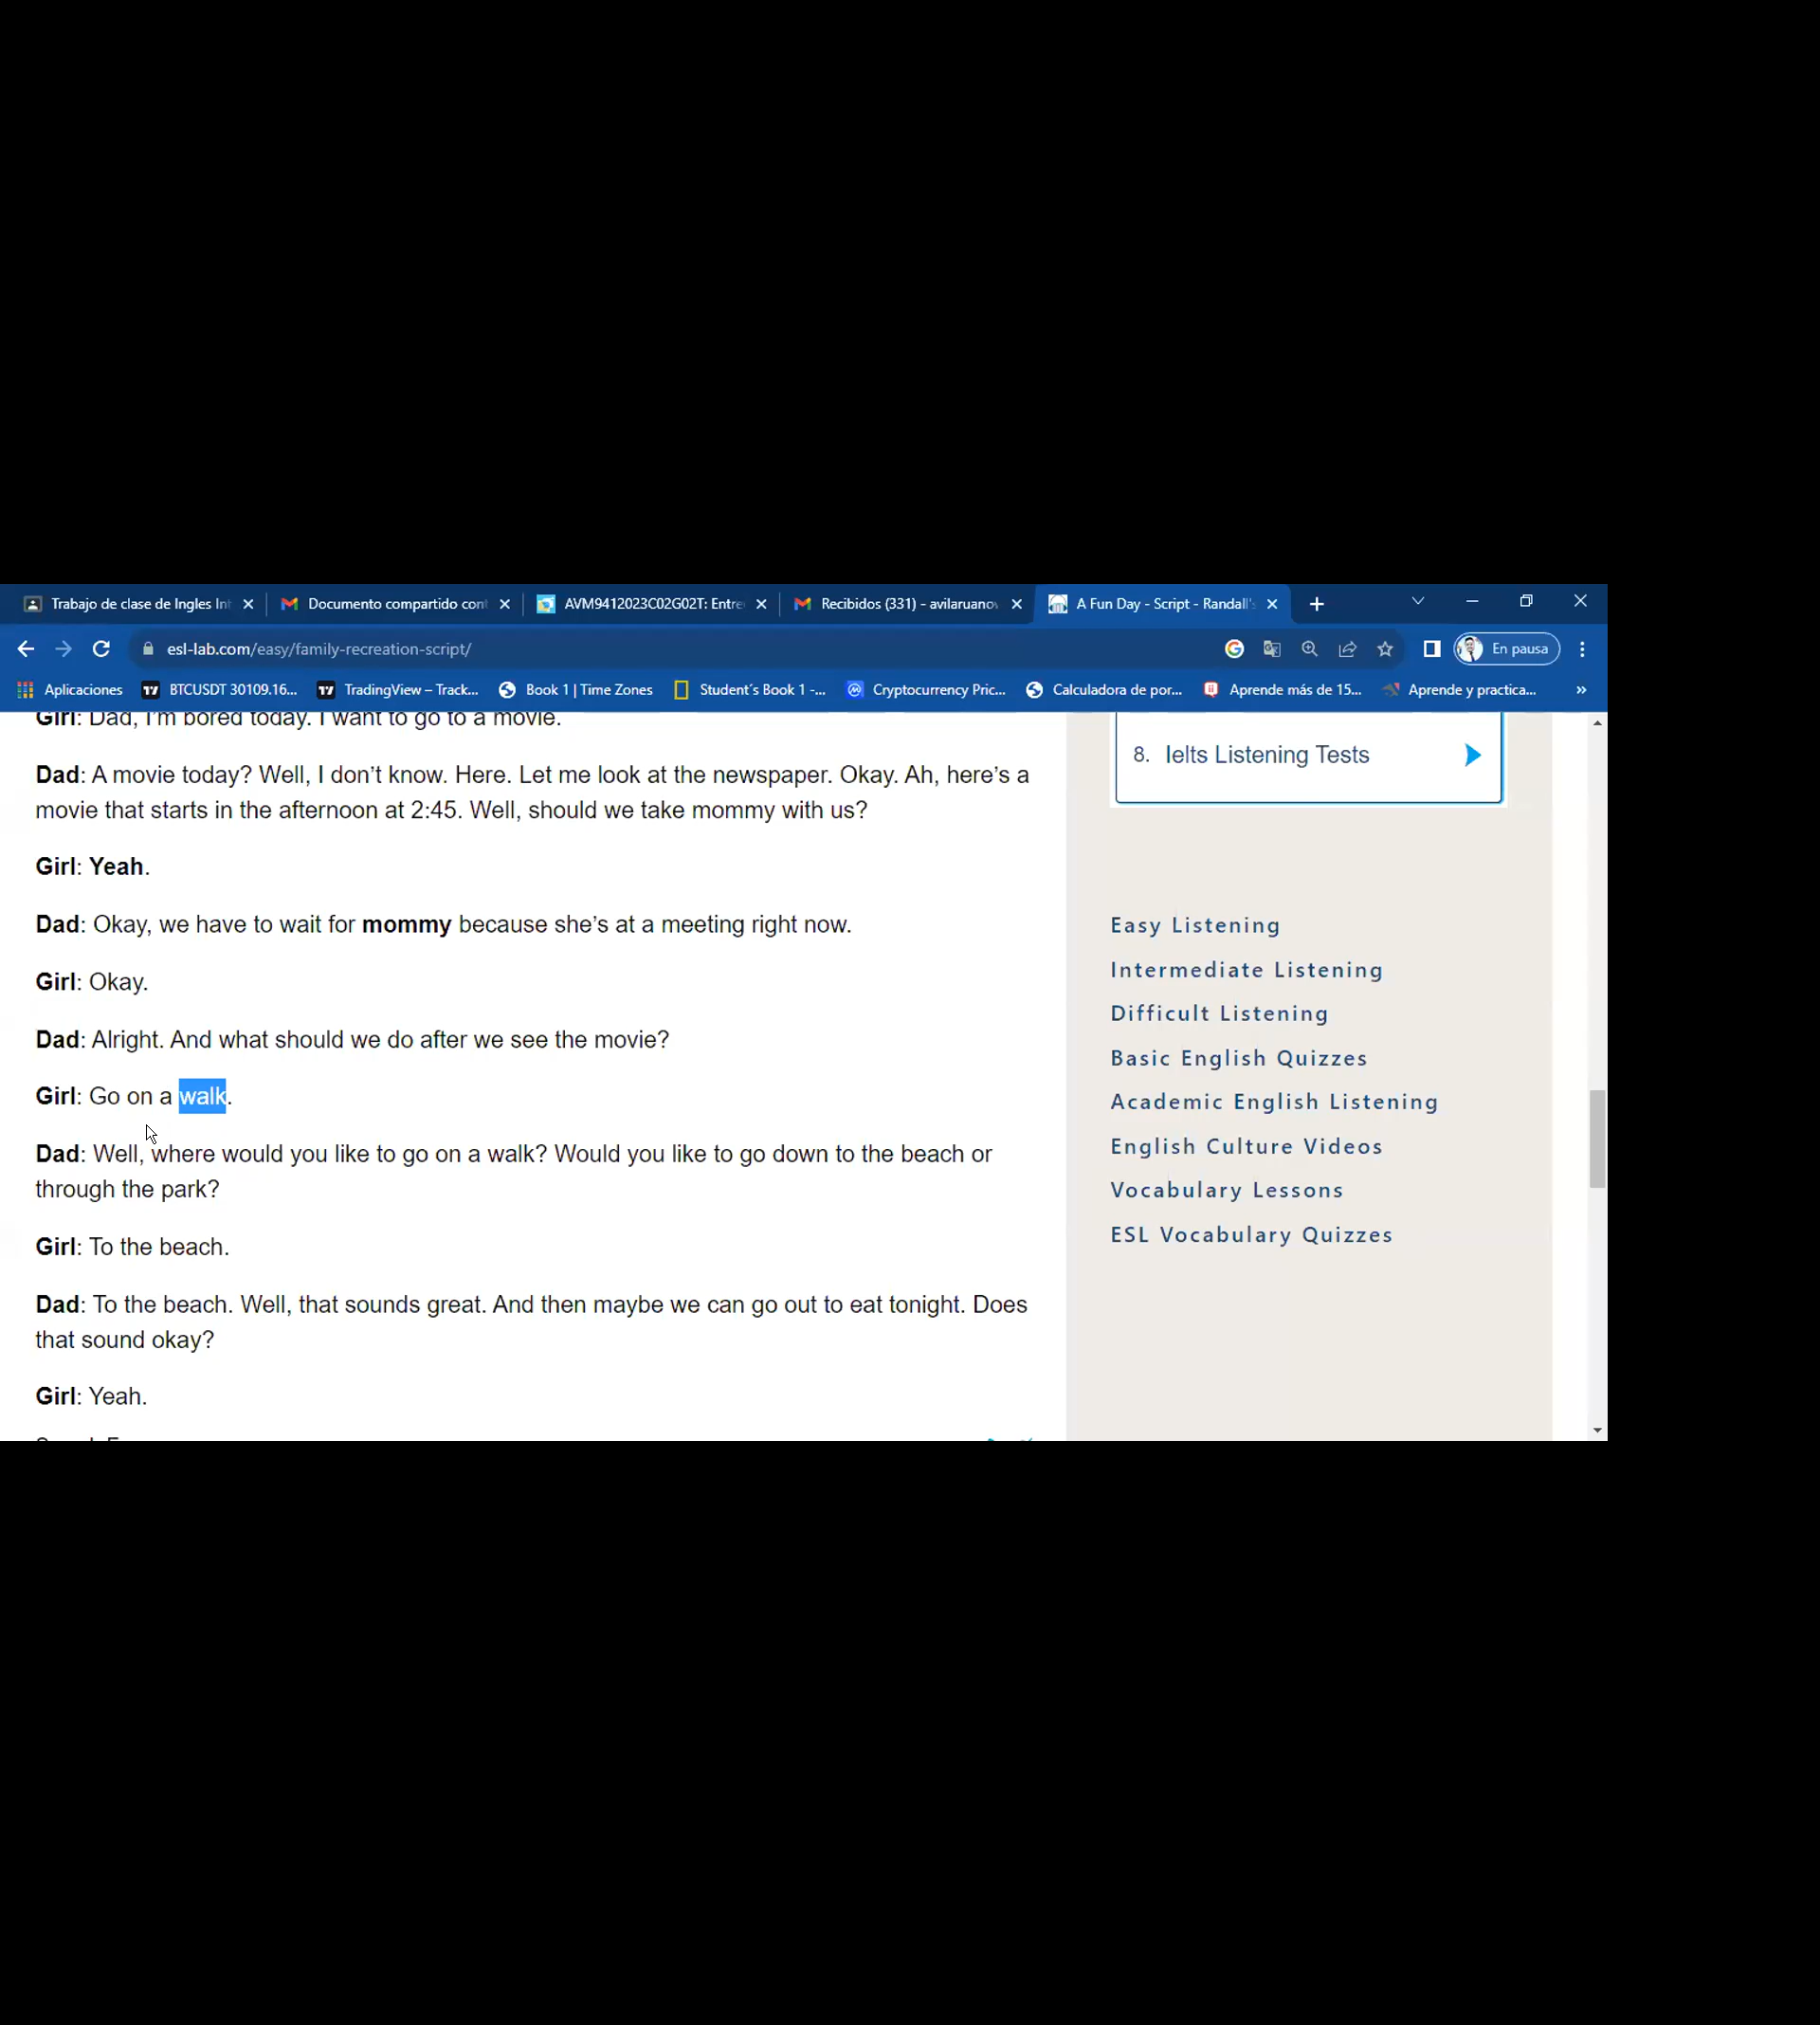 Trabajo de clase de Ingles Int
Documento compartido cont
AVM9412023C02G02T: Entre
Recibidos (331) - avilaruanov
A Fun Day - Script - Randall's
esl-lab.com/easy/family-recreation-script/
En pausa
Aplicaciones
BTCUSDT 30109.16...
TradingView – Track...
Book 1 | Time Zones
Student´s Book 1 -...
Cryptocurrency Pric...
Calculadora de por...
Aprende más de 15...
Aprende y practica...
»
Girl: Dad, I'm bored today. I want to go to a movie.
Dad: A movie today? Well, I don’t know. Here. Let me look at the newspaper. Okay. Ah, here’s a
movie that starts in the afternoon at 2:45. Well, should we take mommy with us?
Girl: Yeah.
Dad: Okay, we have to wait for mommy because she’s at a meeting right now.
Girl: Okay.
Dad: Alright. And what should we do after we see the movie?
Girl: Go on a walk.
Dad: Well, where would you like to go on a walk? Would you like to go down to the beach or
through the park?
Girl: To the beach.
Dad: To the beach. Well, that sounds great. And then maybe we can go out to eat tonight. Does
that sound okay?
Girl: Yeah.
8. Ielts Listening Tests
Easy Listening
Intermediate Listening
Difficult Listening
Basic English Quizzes
Academic English Listening
English Culture Videos
Vocabulary Lessons
ESL Vocabulary Quizzes